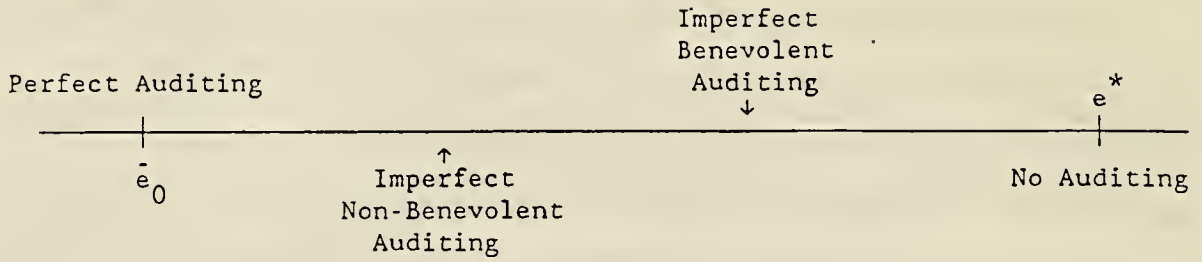 Imperfect
Benevolent
Auditing
↓
Perfect Auditing
e*
ē0
↑
Imperfect
Non-Benevolent
Auditing
No Auditing